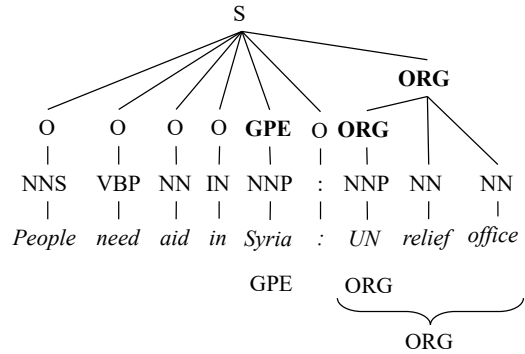 S
ORG
O O O O GPE O ORG
NNS VBP NN IN NNP : NNP NN NN
People need aid in Syria : UN relief office
GPE ORG
ORG